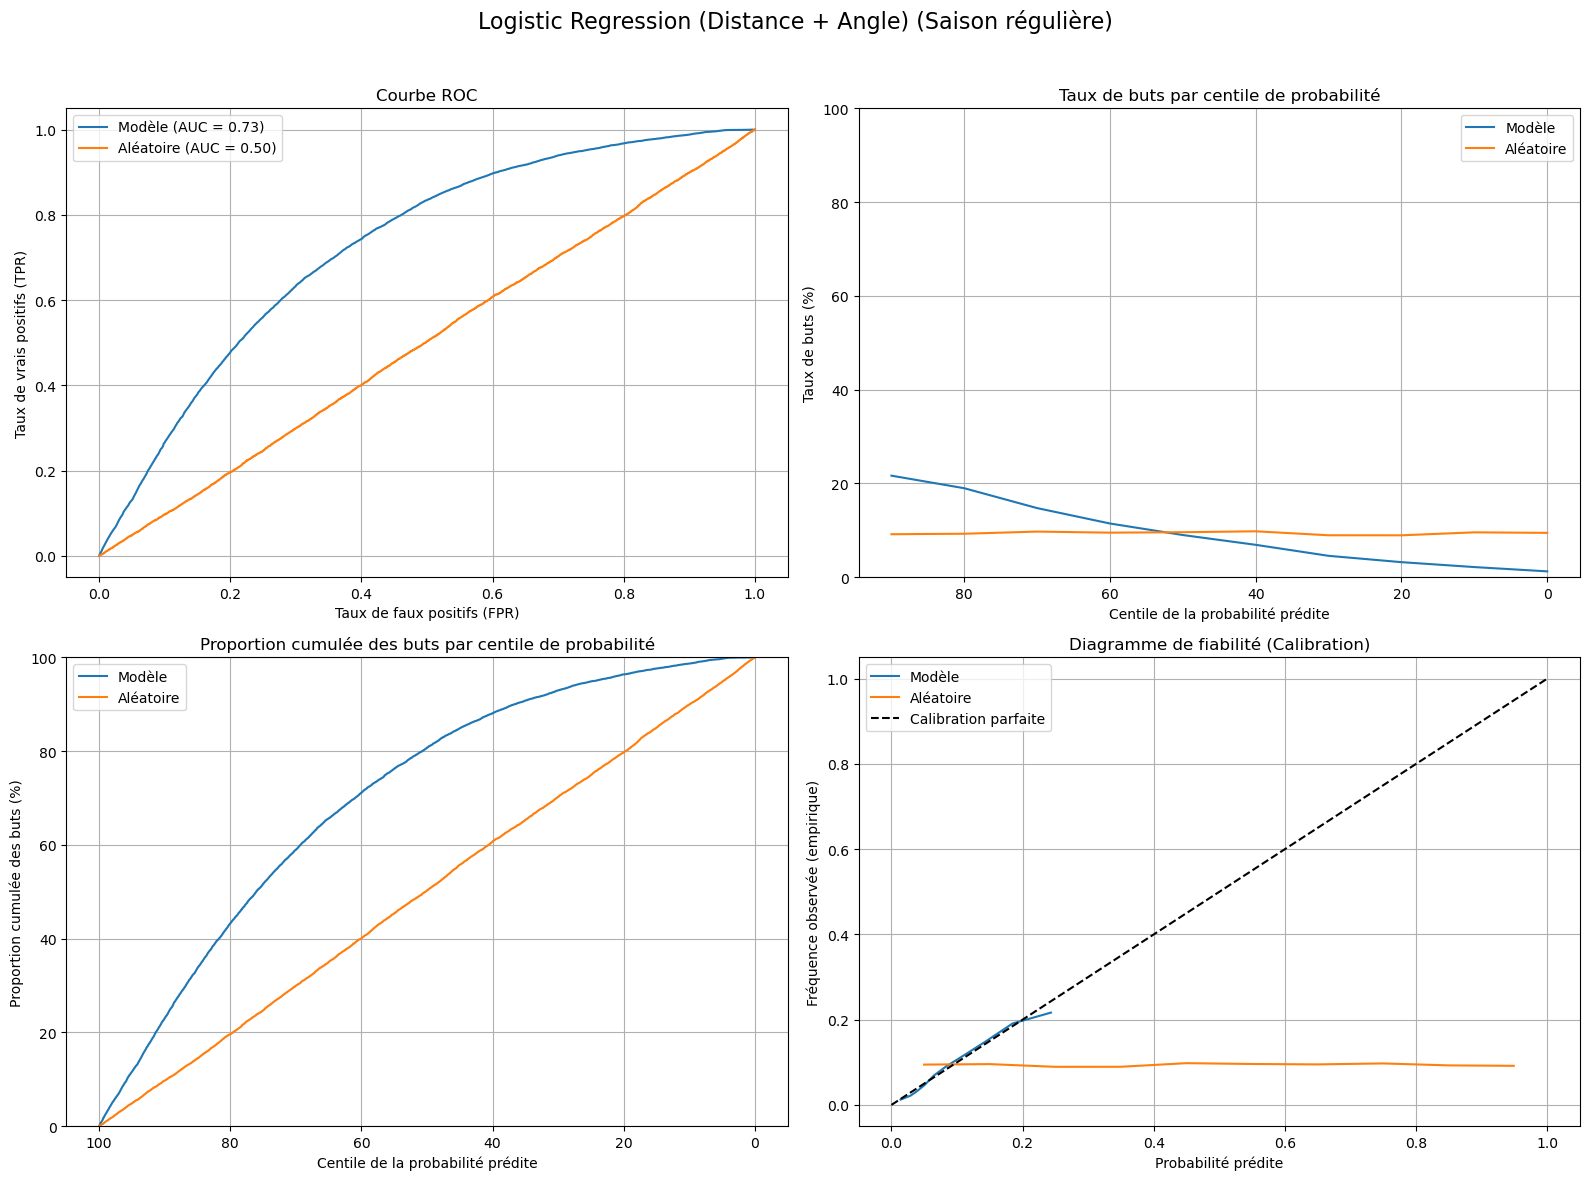 Logistic Regression (Distance + Angle) (Saison régulière)
Courbe ROC
Modèle (AUC = 0.73)
Aléatoire (AUC = 0.50)
Taux de vrais positifs (TPR)
1.0
0.8
0.6
0.4
0.2
0.0
0.0 0.2 0.4 0.6 0.8 1.0
Taux de faux positifs (FPR)
Taux de buts par centile de probabilité
Modèle
Aléatoire
Taux de buts (%)
100
80
60
40
20
0
80 60 40 20 0
Centile de la probabilité prédite
Proportion cumulée des buts par centile de probabilité
Modèle
Aléatoire
Proportion cumulée des buts (%)
100
80
60
40
20
0
100 80 60 40 20 0
Centile de la probabilité prédite
Diagramme de fiabilité (Calibration)
Modèle
Aléatoire
Calibration parfaite
Fréquence observée (empirique)
1.0
0.8
0.6
0.4
0.2
0.0
0.0 0.2 0.4 0.6 0.8 1.0
Probabilité prédite